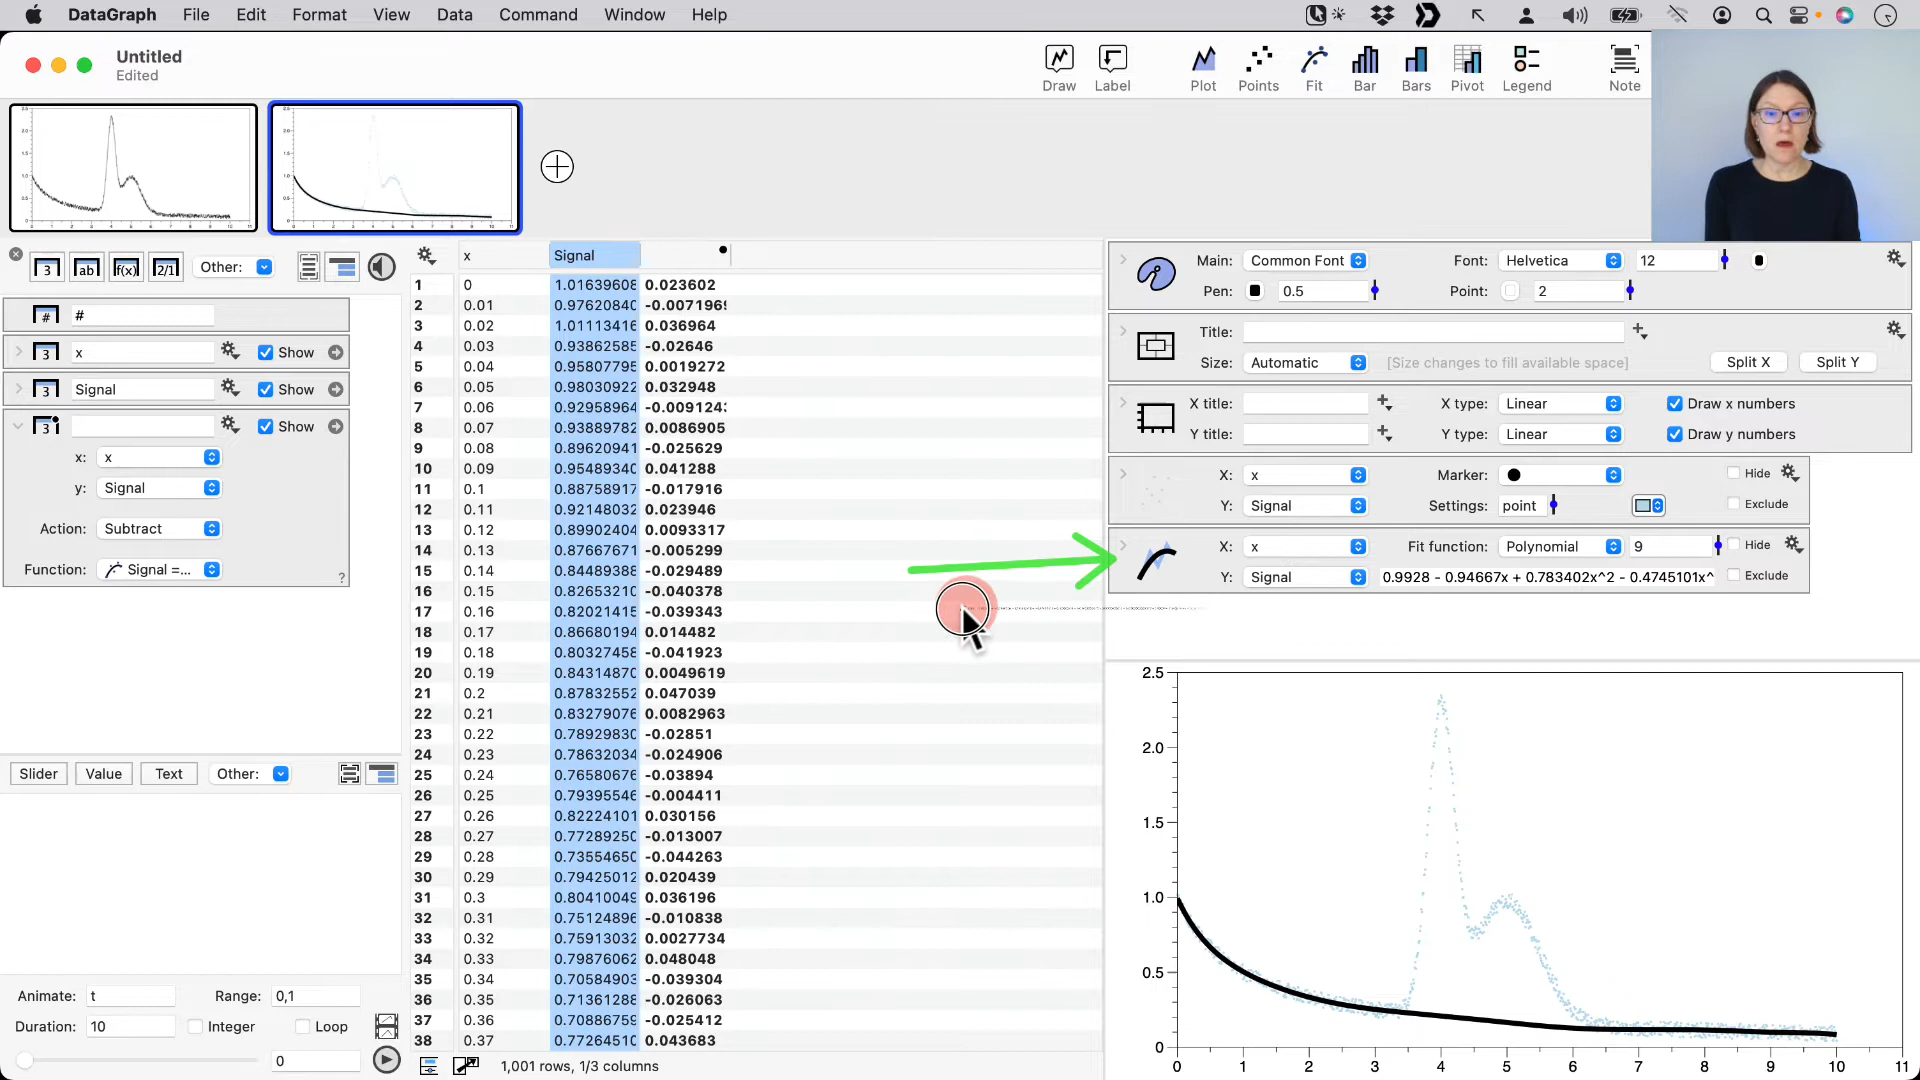 DataGraph File Edit Format View Data Command Window Help
Untitled
Edited
Draw Label Plot Points Fit Bar Bars Pivot Legend Note
3 ab f(x) 2/1 Other:
# #
3 x Show
3 Signal Show
3 Show
x: x
y: Signal
Action: Subtract
Function: Signal =... ?
Slider Value Text Other:
Animate: t Range: 0,1
Duration: 10 Integer Loop
0
x Signal
1 0 1.01639608 0.023602
2 0.01 0.97620840
3 0.02 1.01113416 0.036964
4 0.03 0.93862585 -0.02646
5 0.04 0.95807795 0.0019272
6 0.05 0.98030922 0.032948
7 0.06 0.92958964 -0.009124
8 0.07 0.93889782 0.0086905
9 0.08 0.89620941 -0.025629
10 0.09 0.95489340 0.041288
11 0.1 0.88758917 -0.017916
12 0.11 0.92148032 0.023946
13 0.12 0.89902404 0.0093317
14 0.13 0.87667671 -0.005299
15 0.14 0.84489388 -0.029489
16 0.15 0.82653210 -0.040378
17 0.16 0.82021415 -0.039343
18 0.17 0.86680194 0.014482
19 0.18 0.80327458 -0.041923
20 0.19 0.84314870 0.0049619
21 0.2 0.87832552 0.047039
22 0.21 0.83279076 0.0082963
23 0.22 0.78929830 -0.02851
24 0.23 0.78632034 -0.024906
25 0.24 0.76580676 -0.03894
26 0.25 0.79395546 -0.004411
27 0.26 0.82224101 0.030156
28 0.27 0.77289250 -0.013007
29 0.28 0.73554650 -0.044263
30 0.29 0.79425012 0.020439
31 0.3 0.80410049 0.036196
32 0.31 0.75124896 -0.010838
33 0.32 0.75913032 0.0027734
34 0.33 0.79876062 0.048048
35 0.34 0.70584903 -0.039304
36 0.35 0.71361288 -0.026063
37 0.36 0.70886759 -0.025412
38 0.37 0.77264510 0.043683
1,001 rows, 1/3 columns
Main: Common Font Font: Helvetica 12
Pen: 0.5 Point: 2
Title:
Size: Automatic [Size changes to fill available space] Split X Split Y
X title: X type: Linear Draw x numbers
Y title: Y type: Linear Draw y numbers
X: x Marker: Hide
Y: Signal Settings: point Exclude
X: x Fit function: Polynomial 9 Hide
Y: Signal 0.9928 - 0.94667x + 0.783402x^2 - 0.4745101x^ Exclude
2.5
2.0
1.5
1.0
0.5
0
0 1 2 3 4 5 6 7 8 9 10 11